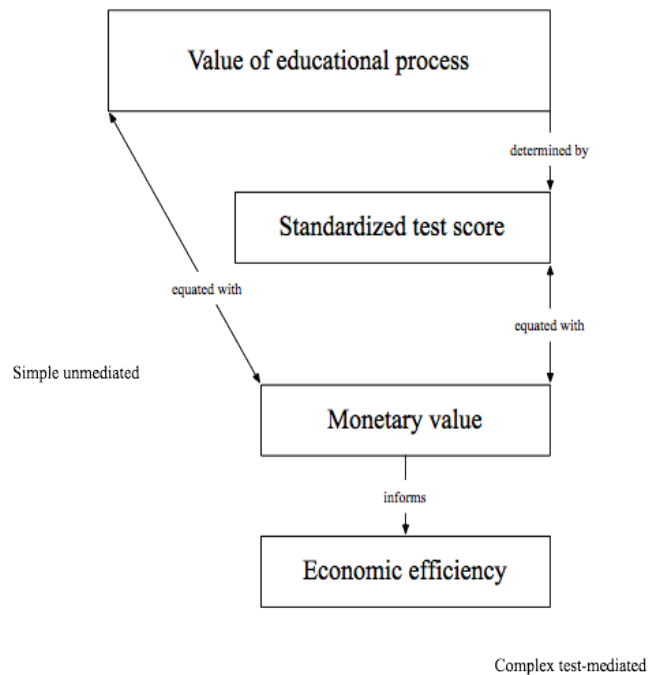 Value of educational process
determined by
Standardized test score
equated with
equated with
Simple unmediated
Monetary value
informs
Economic efficiency
Complex test-mediated